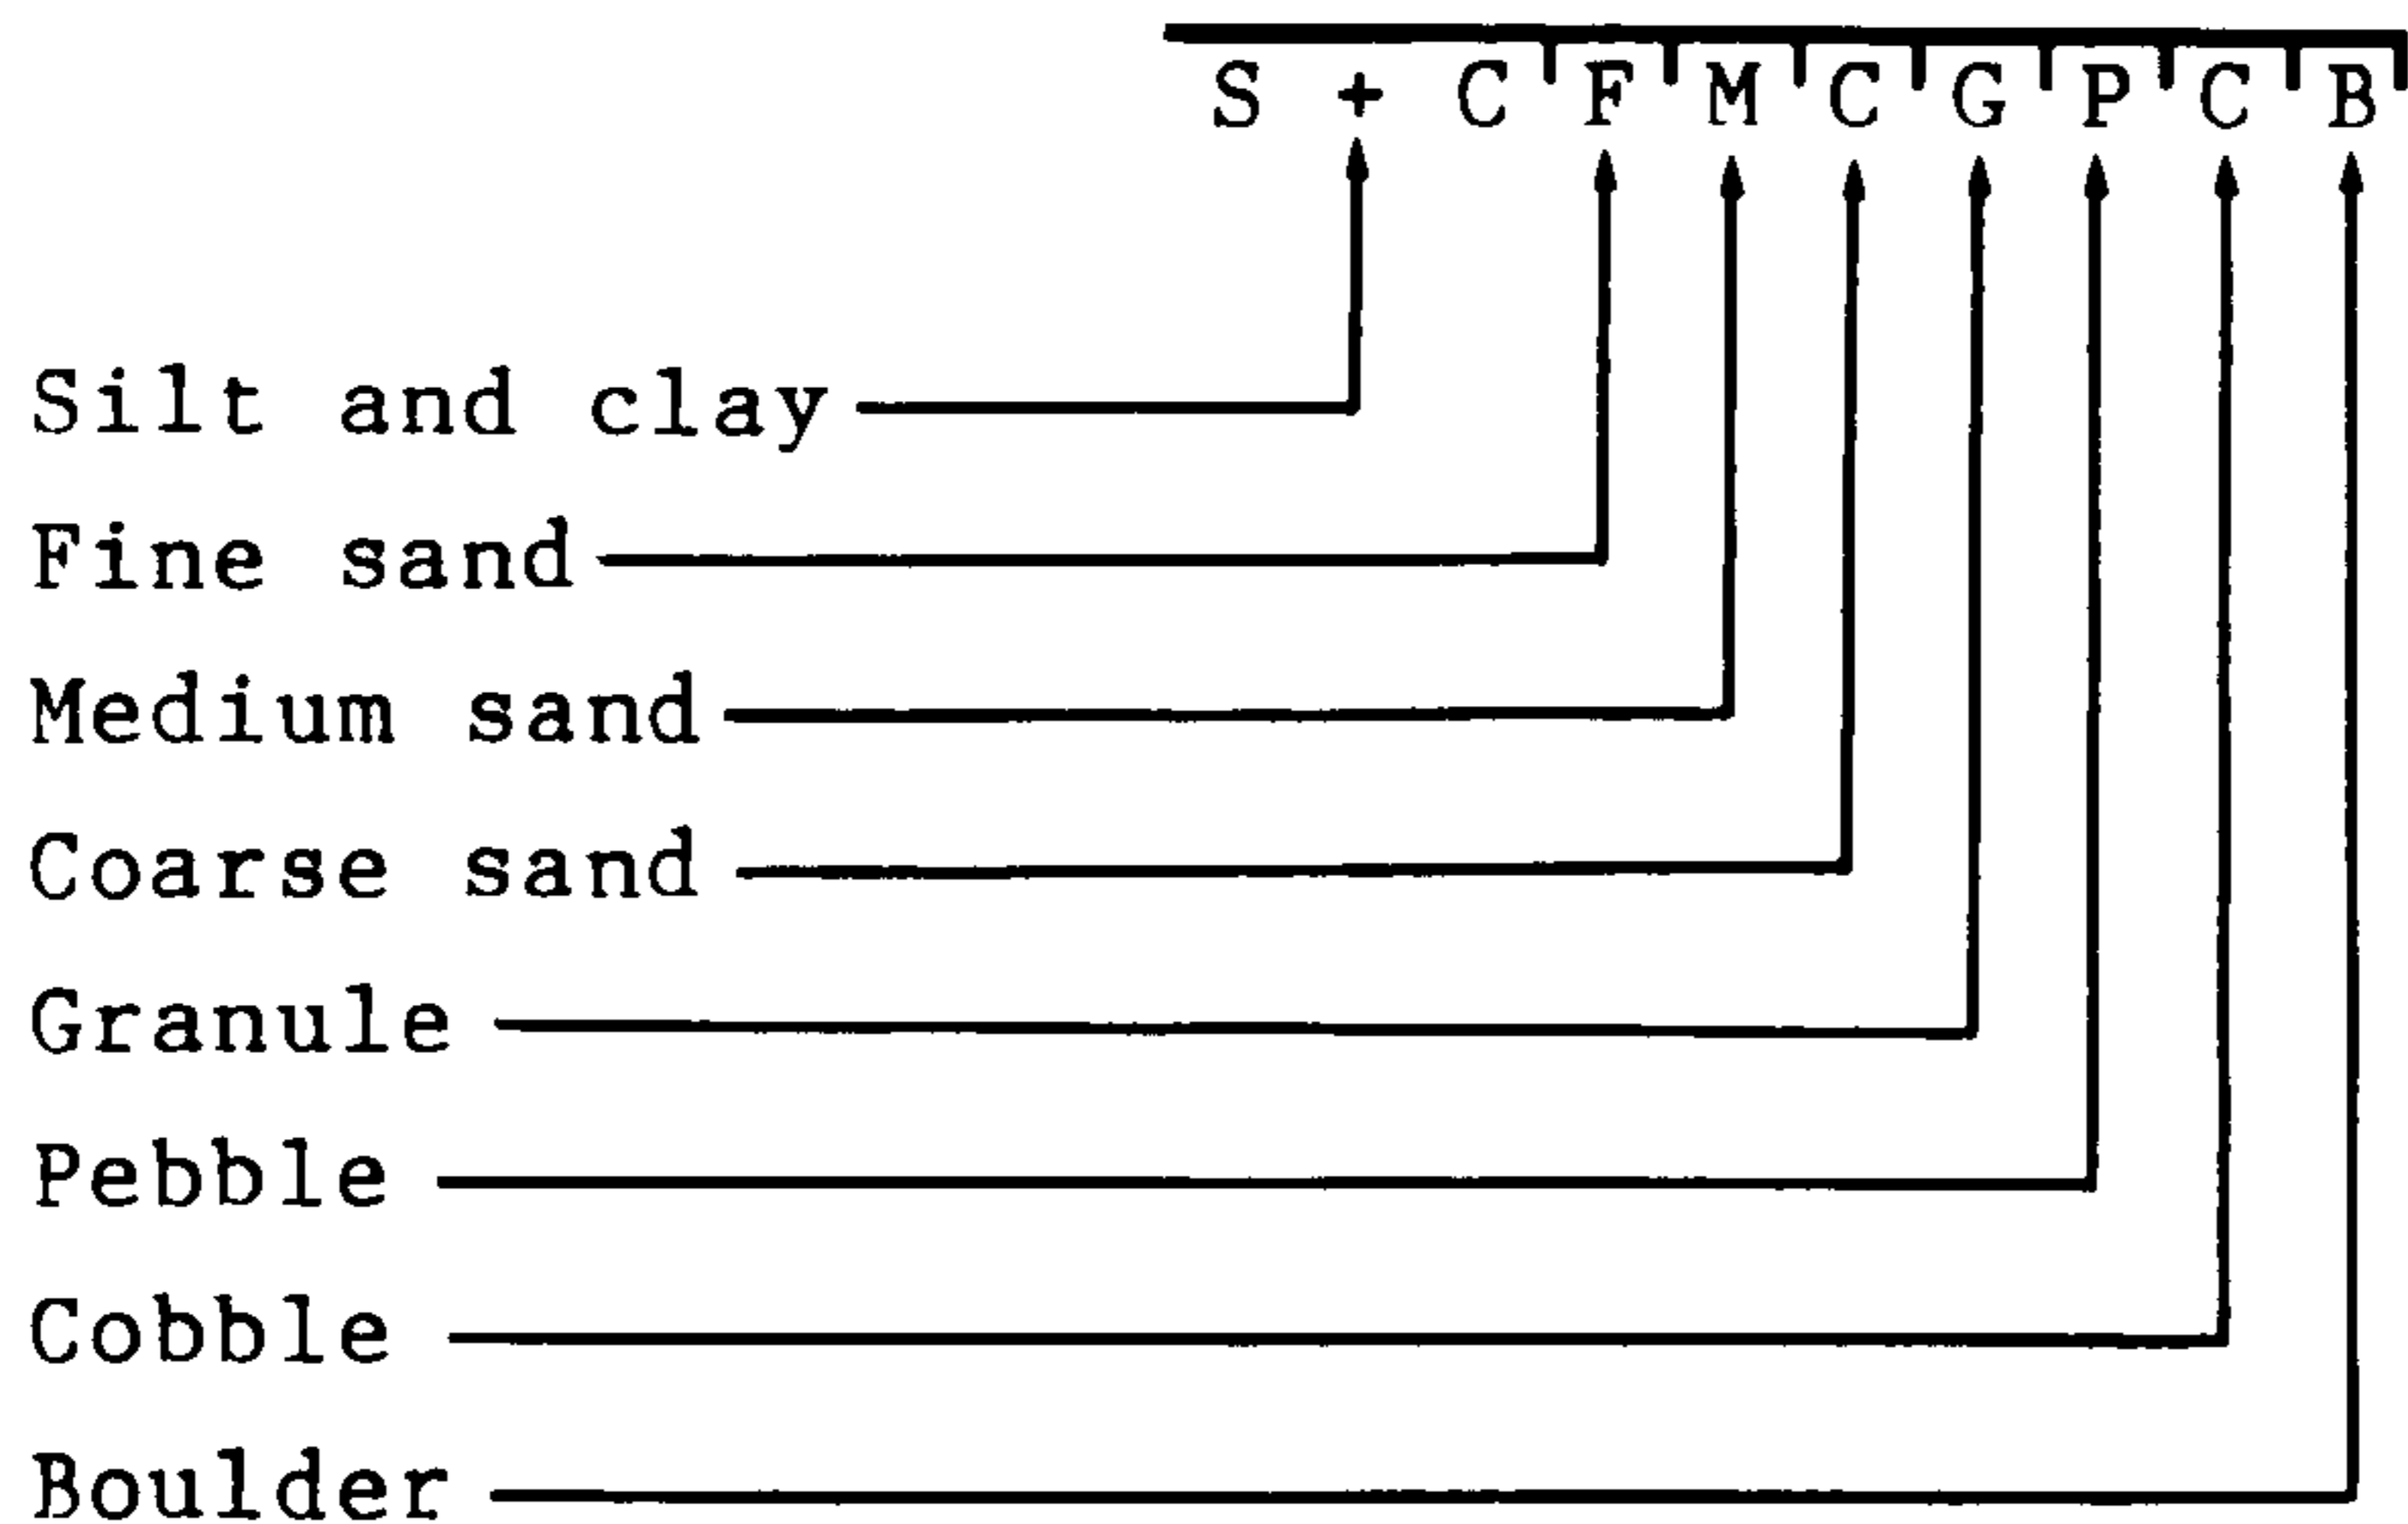 S + C F M C G P C B
Silt and clay
Fine sand
Medium sand
Coarse sand
Granule
Pebble
Cobble
Boulder